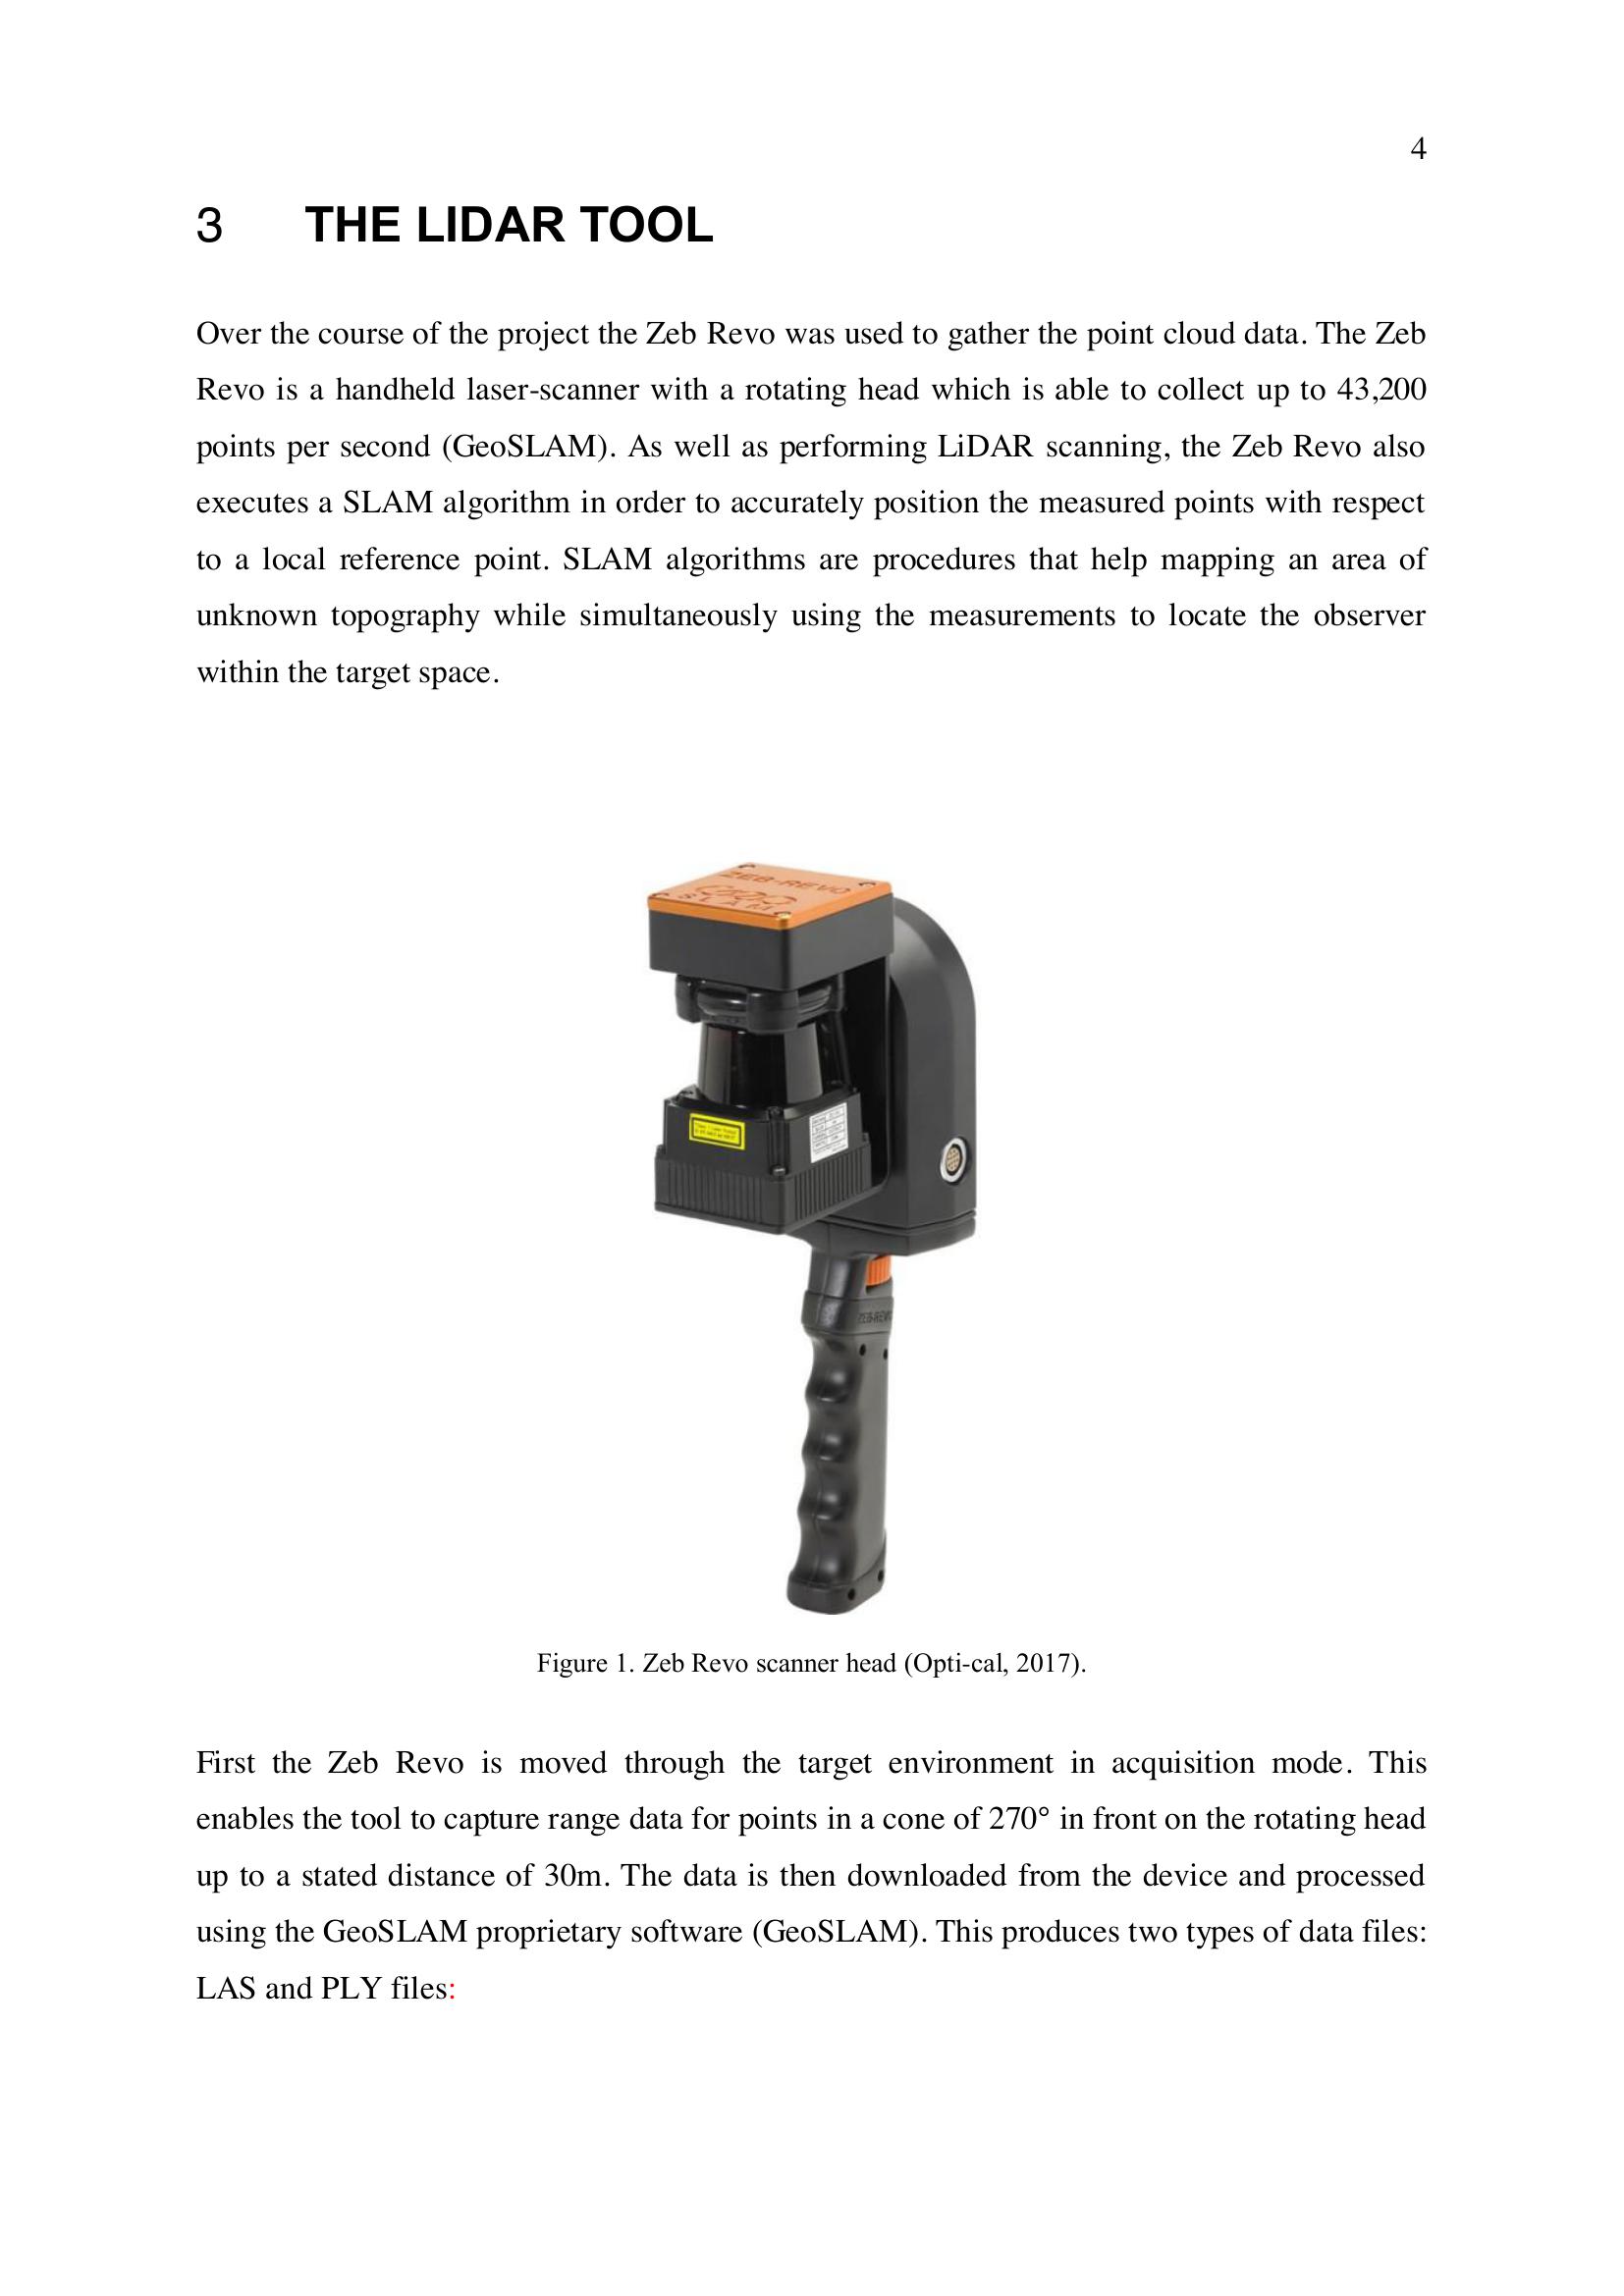 4
3 THE LIDAR TOOL
Over the course of the project the Zeb Revo was used to gather the point cloud data. The Zeb
Revo is a handheld laser-scanner with a rotating head which is able to collect up to 43,200
points per second (GeoSLAM). As well as performing LiDAR scanning, the Zeb Revo also
executes a SLAM algorithm in order to accurately position the measured points with respect
to a local reference point. SLAM algorithms are procedures that help mapping an area of
unknown topography while simultaneously using the measurements to locate the observer
within the target space.
ZEB-REVO
SLAM
ZEB-REVO
Figure 1. Zeb Revo scanner head (Opti-cal, 2017).
First the Zeb Revo is moved through the target environment in acquisition mode. This
enables the tool to capture range data for points in a cone of 270° in front on the rotating head
up to a stated distance of 30m. The data is then downloaded from the device and processed
using the GeoSLAM proprietary software (GeoSLAM). This produces two types of data files:
LAS and PLY files: